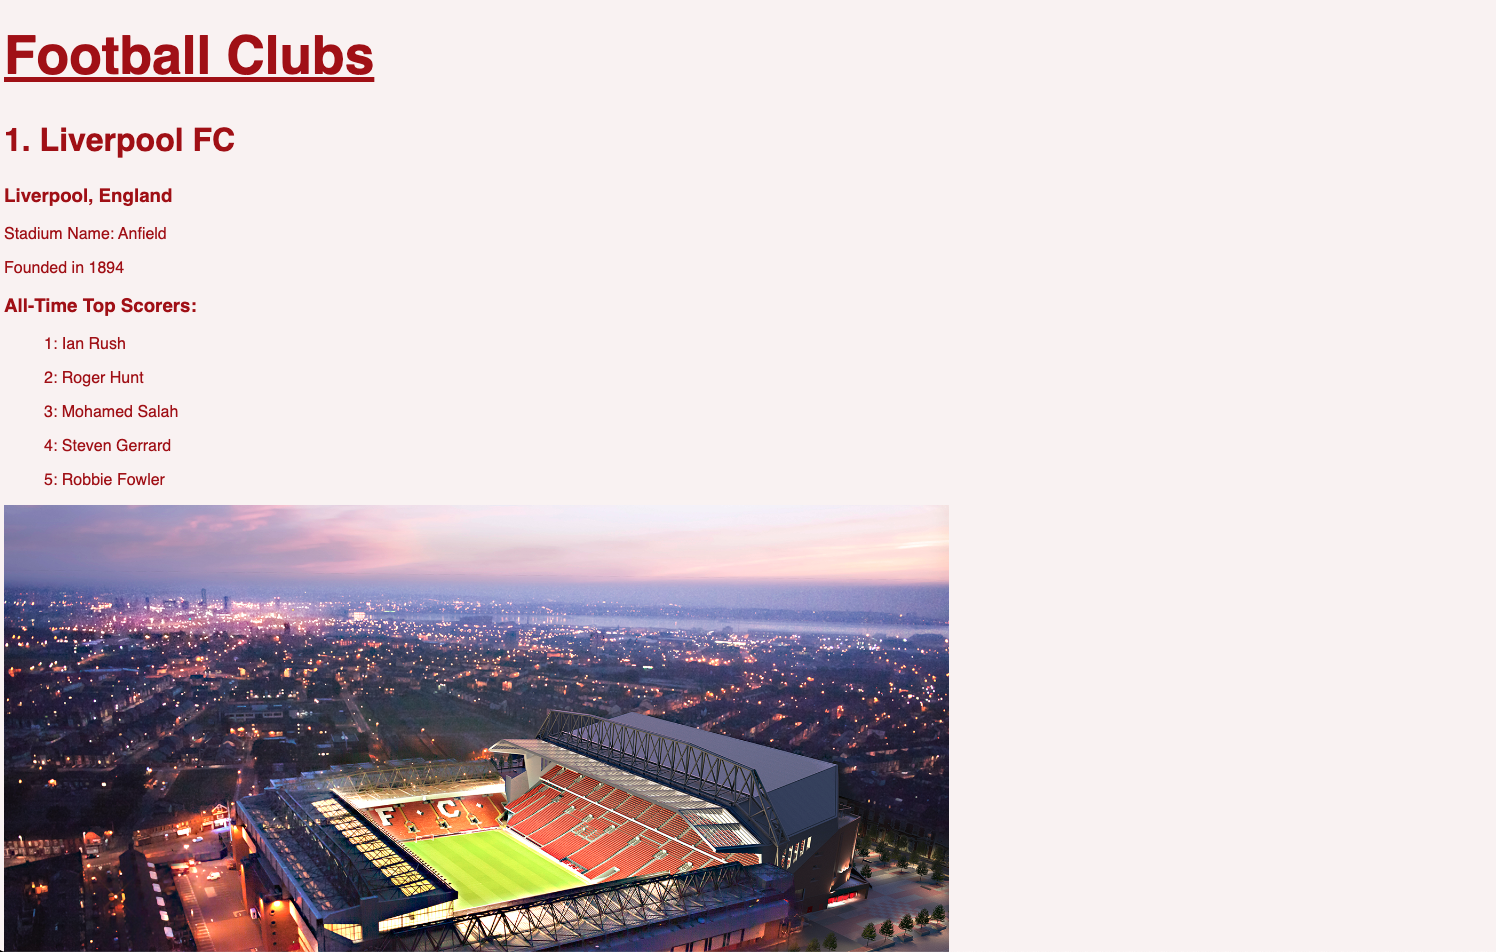 Football Clubs
1. Liverpool FC
Liverpool, England
Stadium Name: Anfield
Founded in 1894
All-Time Top Scorers:
1: Ian Rush
2: Roger Hunt
3: Mohamed Salah
4: Steven Gerrard
5: Robbie Fowler
F. C.